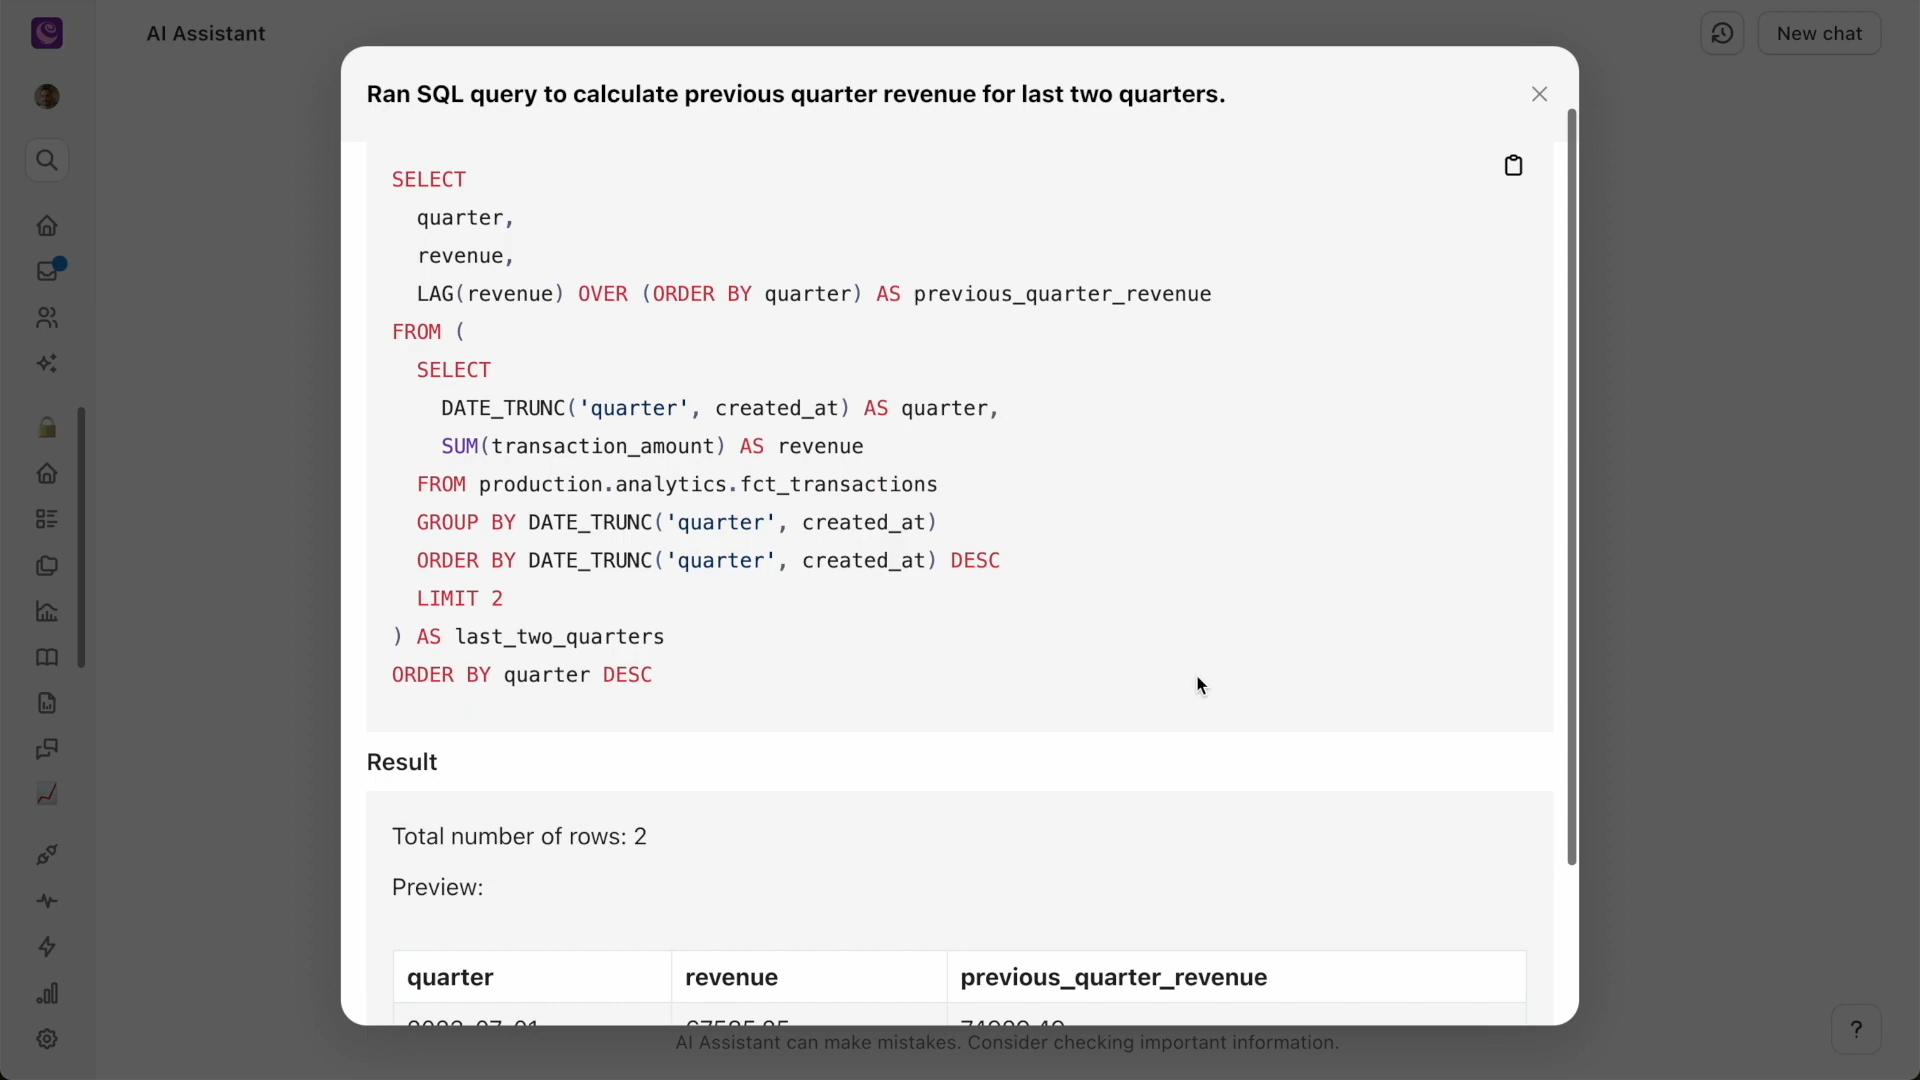 AI Assistant
New chat
Ran SQL query to calculate previous quarter revenue for last two quarters.
SELECT
quarter,
revenue,
LAG(revenue) OVER (ORDER BY quarter) AS previous_quarter_revenue
FROM (
SELECT
DATE_TRUNC('quarter', created_at) AS quarter,
SUM(transaction_amount) AS revenue
FROM production.analytics.fct_transactions
GROUP BY DATE_TRUNC('quarter', created_at)
ORDER BY DATE_TRUNC('quarter', created_at) DESC
LIMIT 2
) AS last_two_quarters
ORDER BY quarter DESC
Result
Total number of rows: 2
Preview:
quarter revenue previous_quarter_revenue
AI Assistant can make mistakes. Consider checking important information.
?